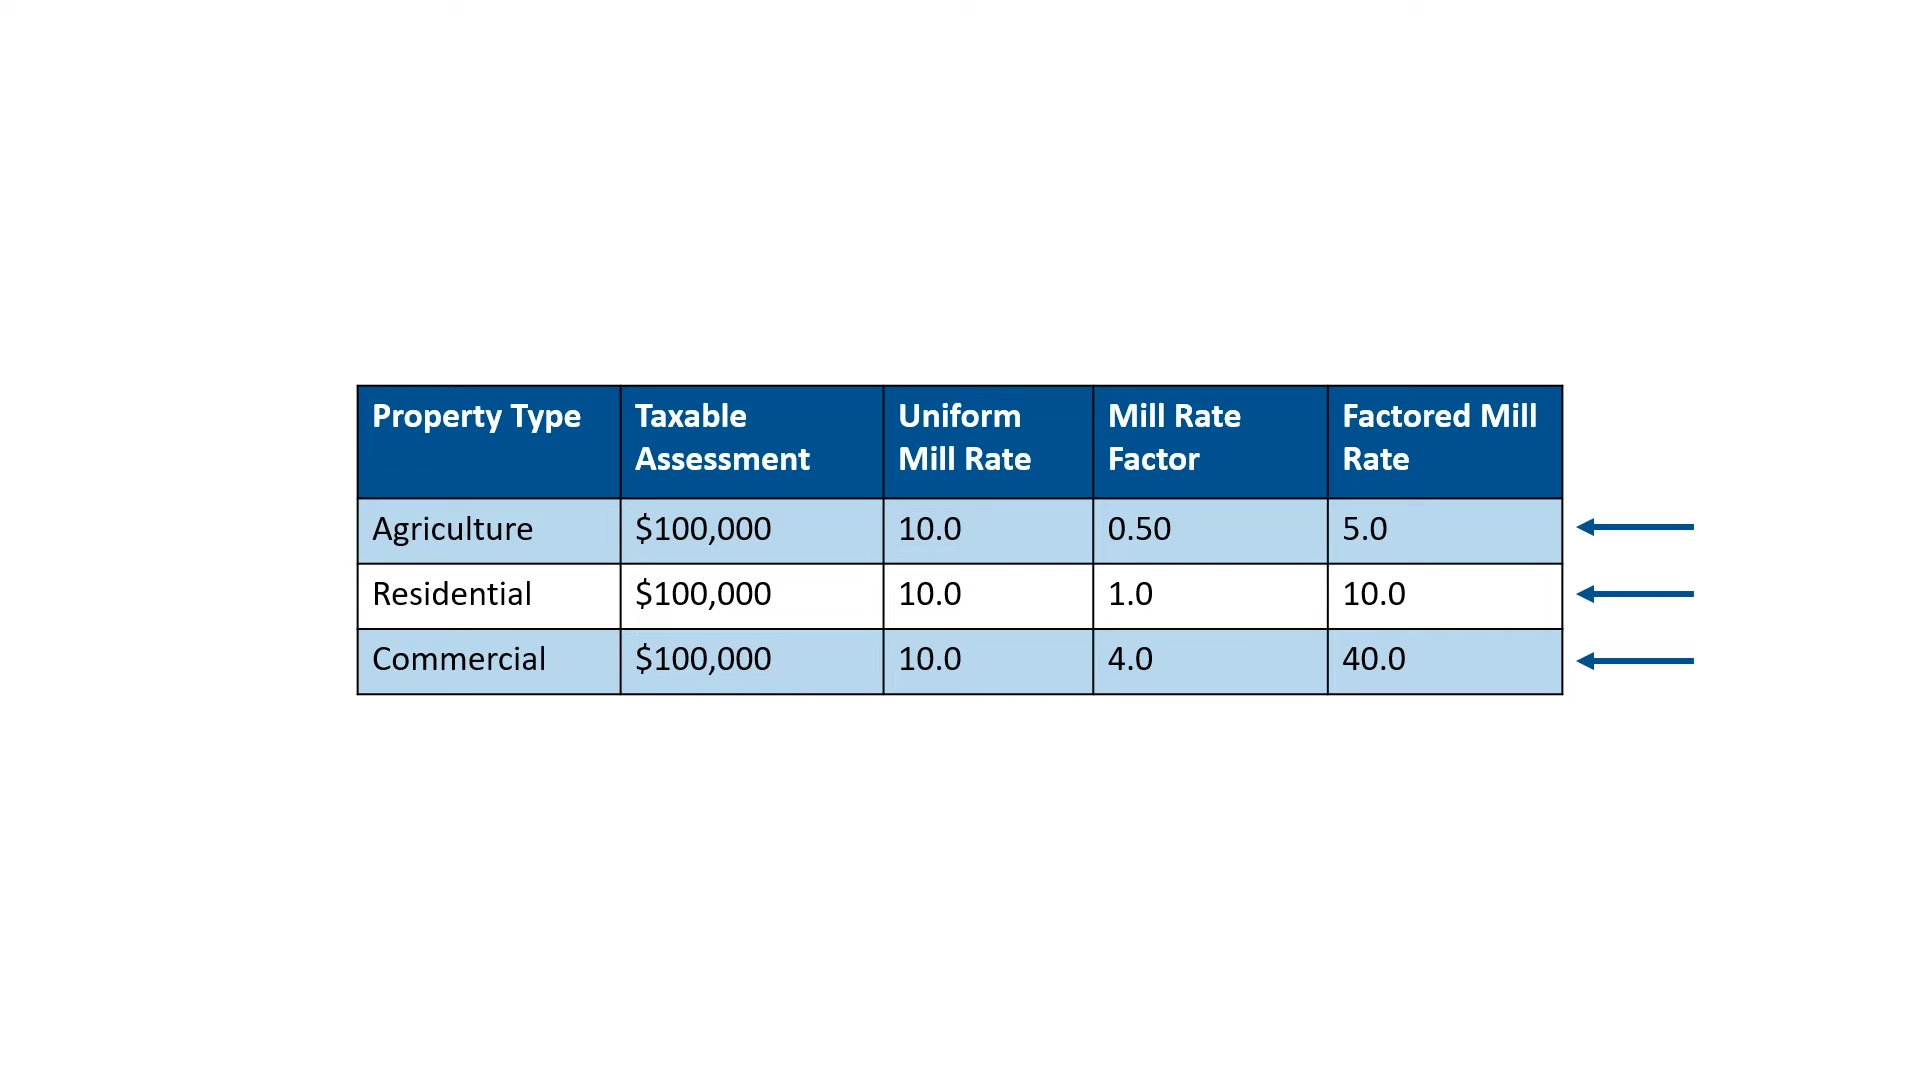 Property Type Taxable Assessment Uniform Mill Rate Mill Rate Factor Factored Mill Rate
Agriculture $100,000 10.0 0.50 5.0
Residential $100,000 10.0 1.0 10.0
Commercial $100,000 10.0 4.0 40.0